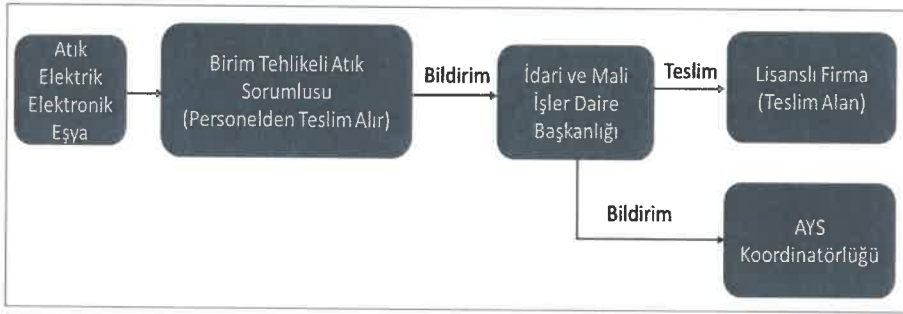 Atık
Elektrik
Elektronik
Eşya
Birim Tehlikeli Atık
Sorumlusu
(Personelden Teslim Alır)
Bildirim
İdari ve Mali
İşler Daire
Başkanlığı
Teslim
Lisanslı Firma
(Teslim Alan)
Bildirim
AYS
Koordinatörlüğü